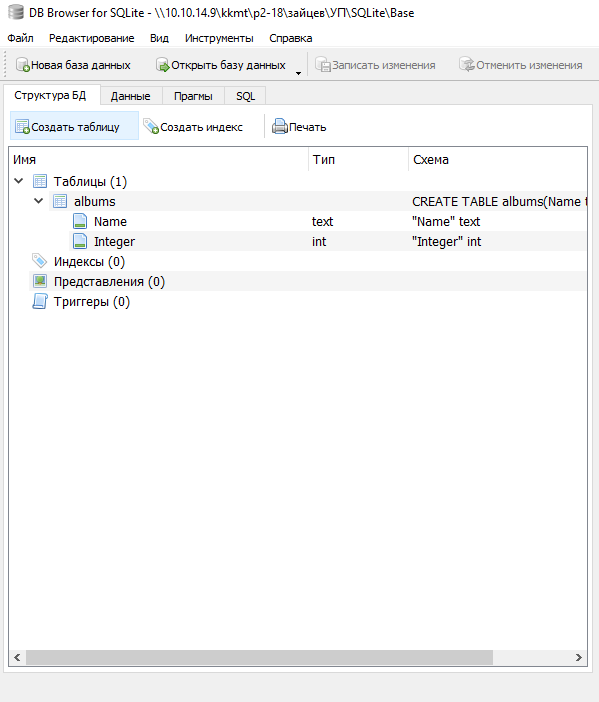 DB Browser for SQLite - \\10.10.14.9\kkmt\p2-18\зайцев\УП\SQLite\Base
Файл Редактирование Вид Инструменты Справка
Новая база данных Открыть базу данных Записать изменения Отменить изменения
Структура БД Данные Прагмы SQL
Создать таблицу Создать индекс Печать
Имя Тип Схема
Таблицы (1)
albums CREATE TABLE albums(Name t
Name text "Name" text
Integer int "Integer" int
Индексы (0)
Представления (0)
Триггеры (0)